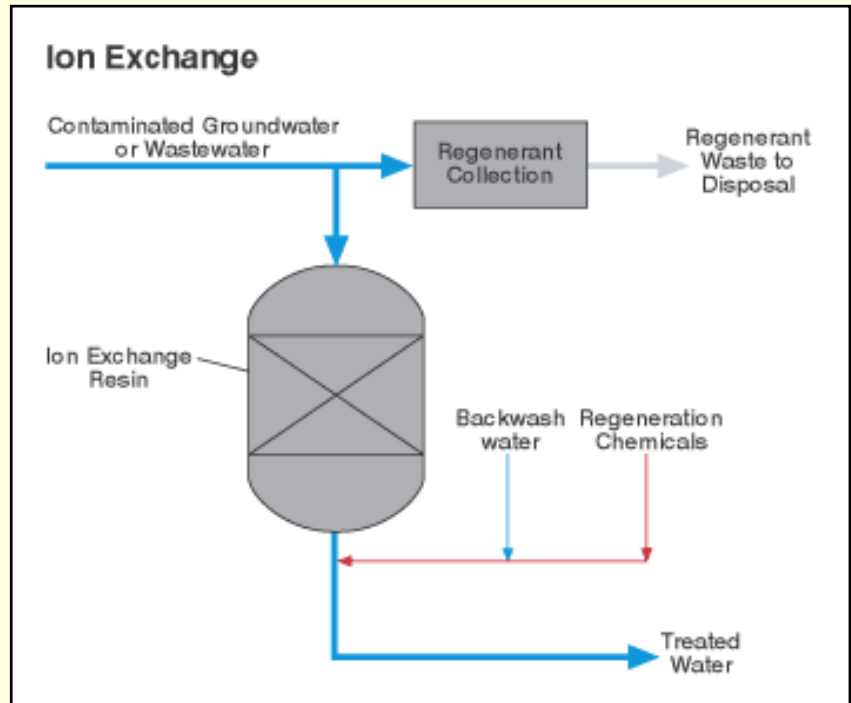 Ion Exchange
Contaminated Groundwater
or Wastewater
Regenerant
Collection
Regenerant
Waste to
Disposal
Ion Exchange
Resin
Backwash
water
Regeneration
Chemicals
Treated
Water